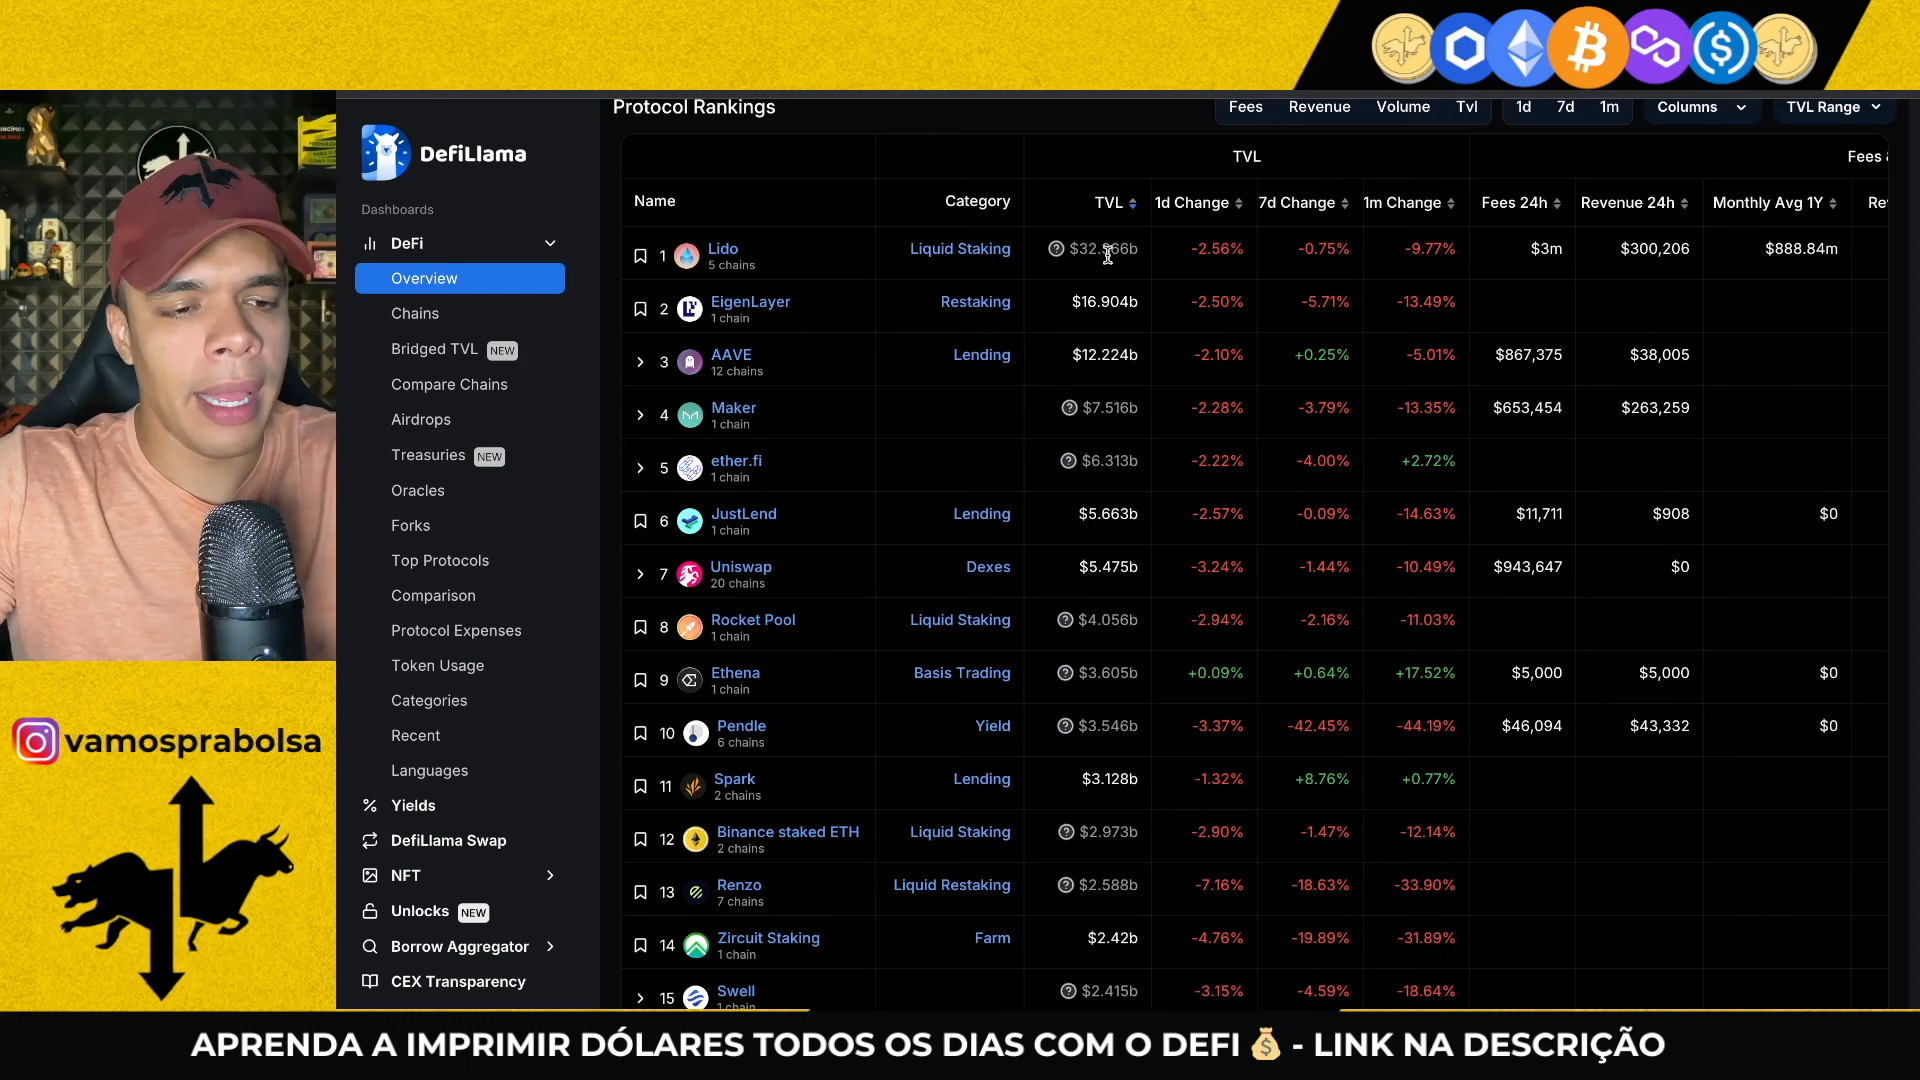 Protocol Rankings
Fees Revenue Volume Tvl 1d 7d 1m Columns TVL Range
DefiLlama
Dashboards
DeFi
Overview
Chains
Bridged TVL NEW
Compare Chains
Airdrops
Treasuries NEW
Oracles
Forks
Top Protocols
Comparison
Protocol Expenses
Token Usage
Categories
Recent
Languages
Yields
DefiLlama Swap
NFT
Unlocks NEW
Borrow Aggregator
CEX Transparency
TVL Fees
Name Category TVL 1d Change 7d Change 1m Change Fees 24h Revenue 24h Monthly Avg 1Y
1 Lido Liquid Staking -2.56% -0.75% -9.77% $3m $300,206 $888.84m
5 chains
2 EigenLayer Restaking $16.904b -2.50% -5.71% -13.49%
1 chain
3 AAVE Lending $12.224b -2.10% +0.25% -5.01% $867,375 $38,005
12 chains
4 Maker $7.516b -2.28% -3.79% -13.35% $653,454 $263,259
1 chain
5 ether.fi $6.313b -2.22% -4.00% +2.72%
1 chain
6 JustLend Lending $5.663b -2.57% -0.09% -14.63% $11,711 $908 $0
1 chain
7 Uniswap Dexes $5.475b -3.24% -1.44% -10.49% $943,647 $0
20 chains
8 Rocket Pool Liquid Staking $4.056b -2.94% -2.16% -11.03%
1 chain
9 Ethena Basis Trading $3.605b +0.09% +0.64% +17.52% $5,000 $5,000 $0
1 chain
10 Pendle Yield $3.546b -3.37% -42.45% -44.19% $46,094 $43,332 $0
6 chains
11 Spark Lending $3.128b -1.32% +8.76% +0.77%
2 chains
12 Binance staked ETH Liquid Staking $2.973b -2.90% -1.47% -12.14%
2 chains
13 Renzo Liquid Restaking $2.588b -7.16% -18.63% -33.90%
7 chains
14 Zircuit Staking Farm $2.42b -4.76% -19.89% -31.89%
1 chain
15 Swell $2.415b -3.15% -4.59% -18.64%
1 chain
vamosprabolsa
APRENDA A IMPRIMIR DÓLARES TODOS OS DIAS COM O DEFI 💰 - LINK NA DESCRIÇÃO